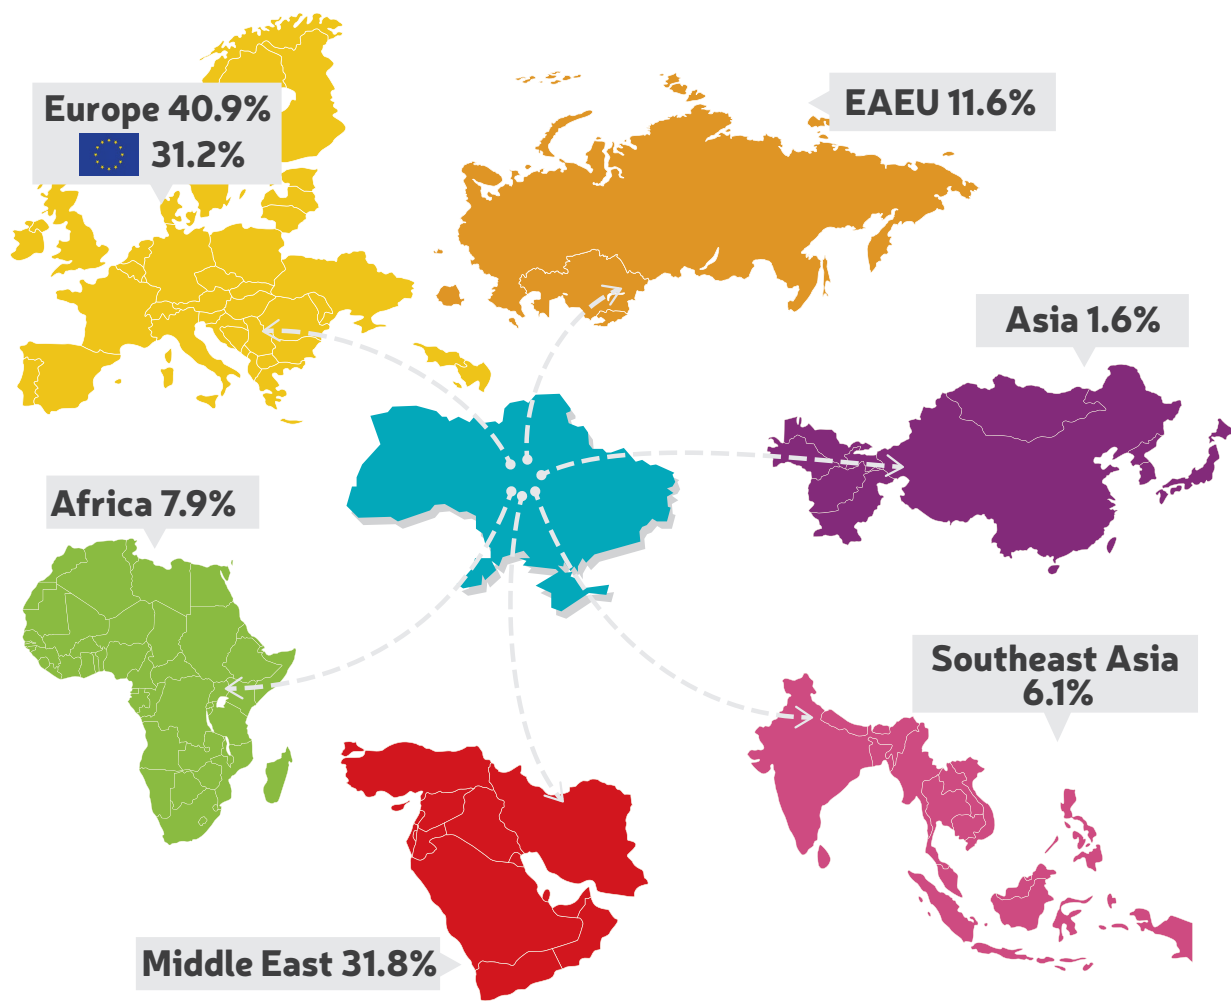 Europe 40.9%
31.2%
EAEU 11.6%
Asia 1.6%
Africa 7.9%
Southeast Asia
6.1%
Middle East 31.8%